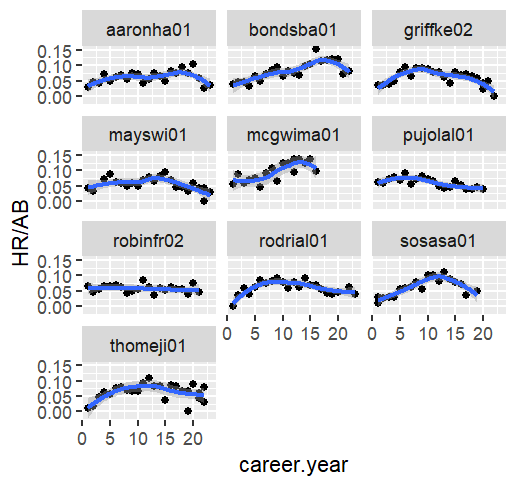 aaronha01 bondsba01 griffke02
0.15
0.10
0.05
0.00
mayswi01 mcgwima01 pujolal01
0.15
0.10
0.05
0.00
HR/AB
robinfr02 rodrial01 sosasa01
0.15
0.10
0.05
0.00
0 5 10 15 20 0 5 10 15 20
thomeji01
0.15
0.10
0.05
0.00
0 5 10 15 20
career.year